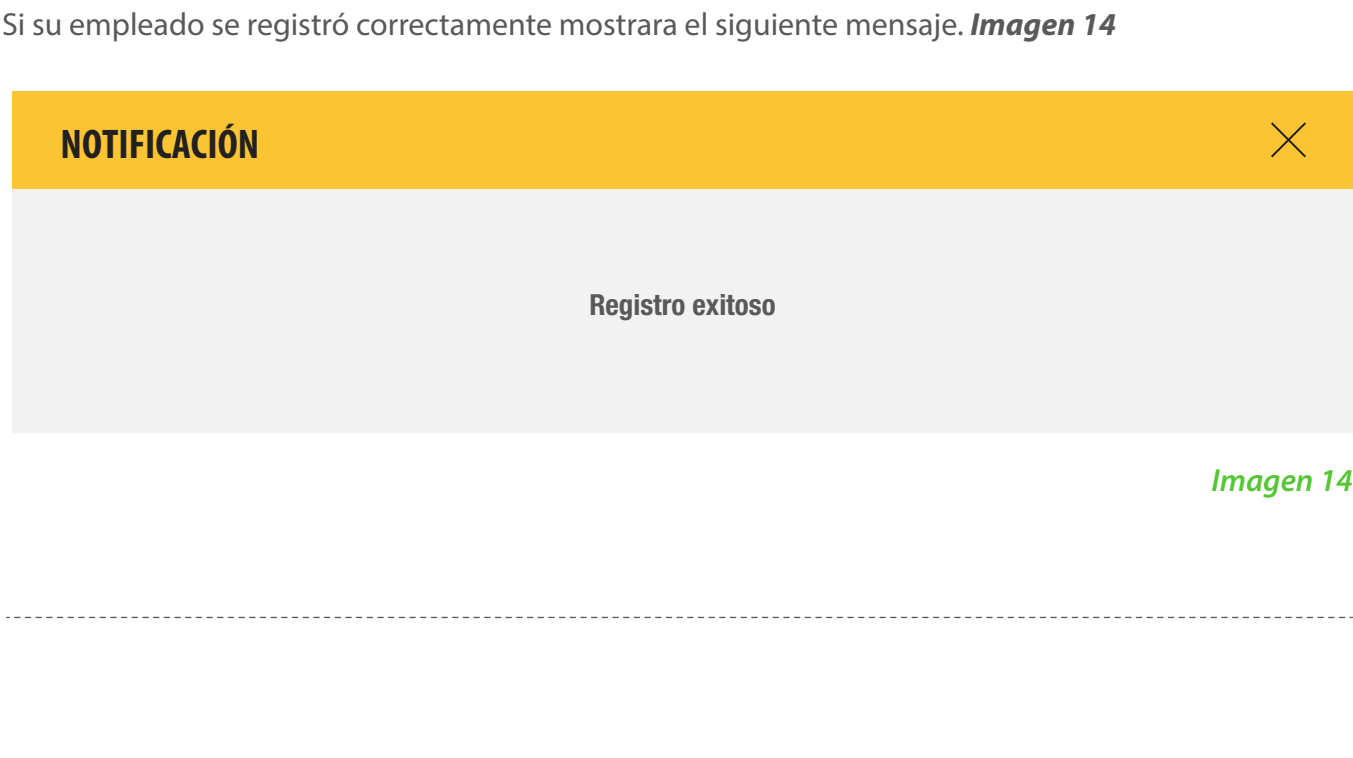 Si su empleado se registró correctamente mostrara el siguiente mensaje. Imagen 14
NOTIFICACIÓN
Registro exitoso
Imagen 14